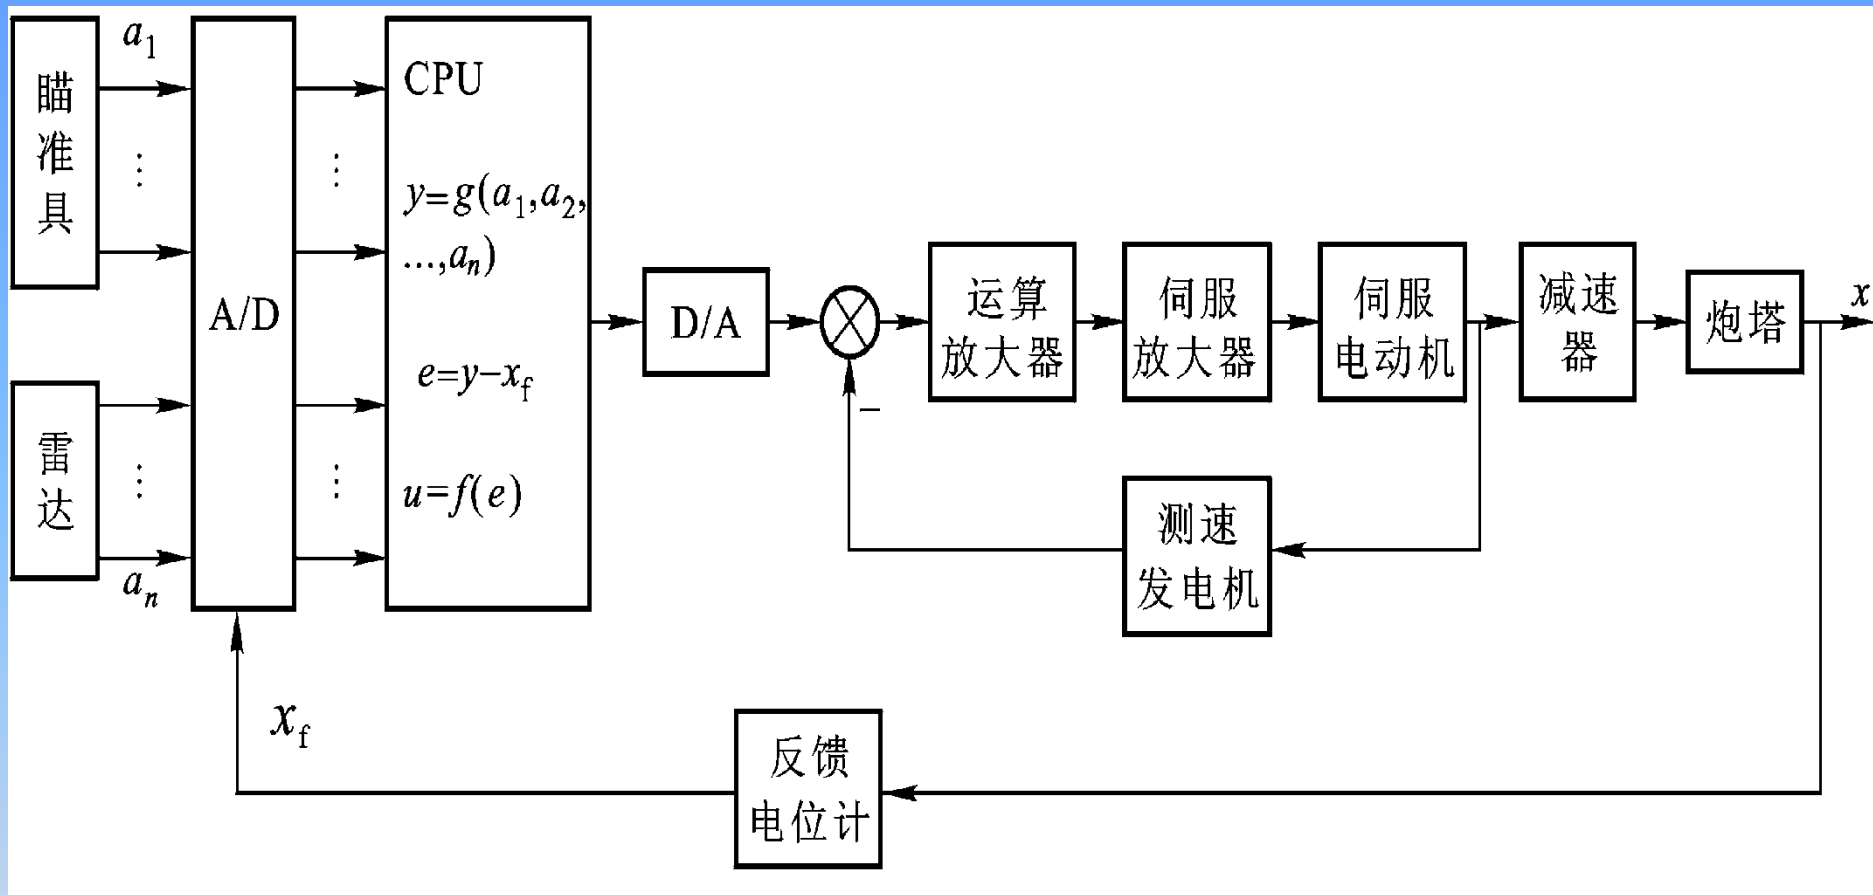 a1
瞄准具
雷达
an
A/D
CPU
y=g(a1,a2,
...,an)
e=y-xf
u=f(e)
D/A
运算
放大器
伺服
放大器
伺服
电动机
减速
器
炮塔
x
-
测速
发电机
xf
反馈
电位计